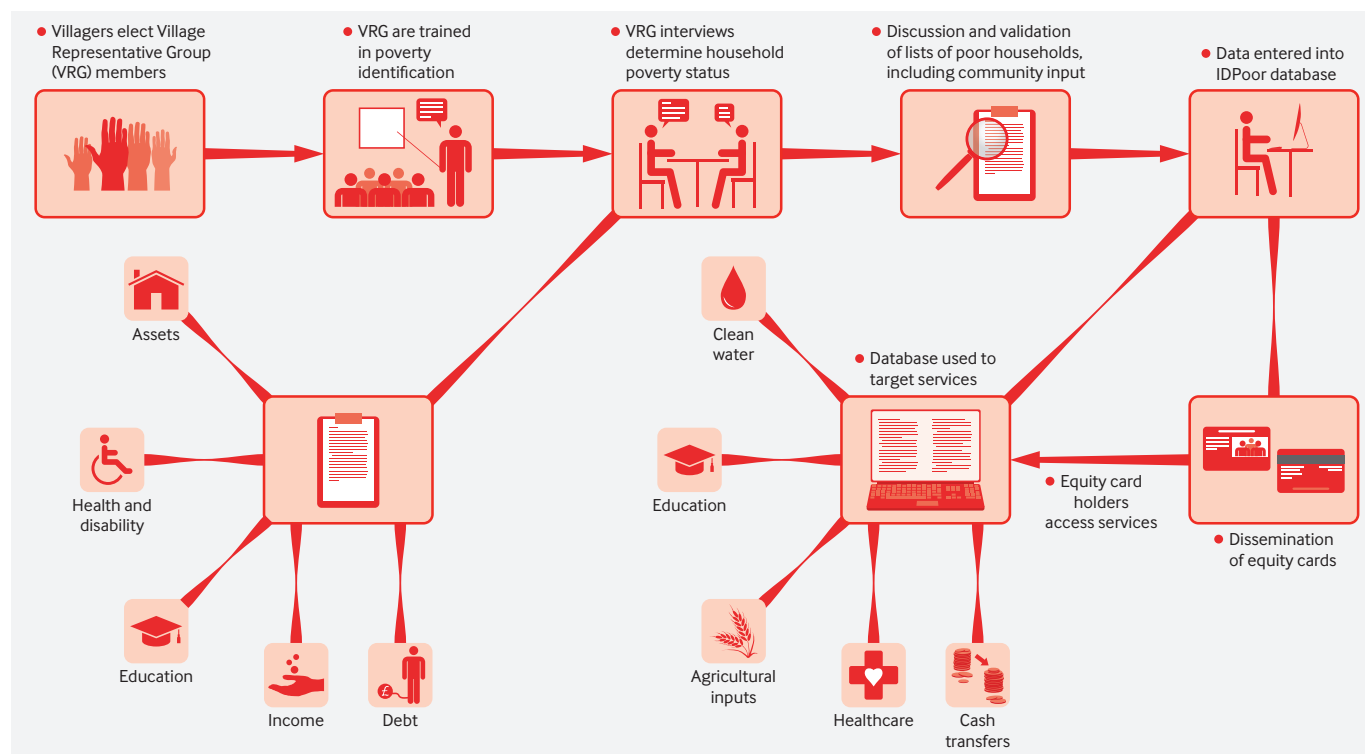 Villagers elect Village
Representative Group
(VRG) members
VRG are trained
in poverty
identification
VRG interviews
determine household
poverty status
Discussion and validation
of lists of poor households,
including community input
Data entered into
IDPoor database
Assets
Health and
disability
Education
Income
Debt
£
Clean
water
Database used to
target services
Education
Agricultural
inputs
Healthcare
Cash
transfers
Equity card
holders
access services
Dissemination
of equity cards